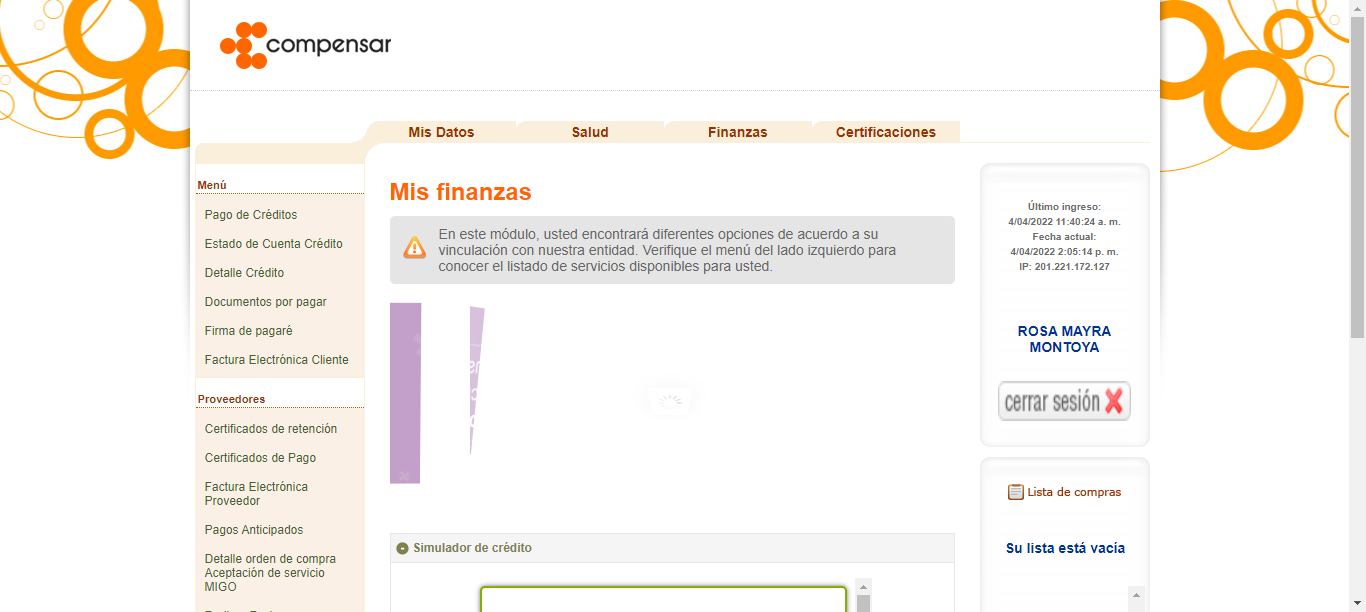 compensar
Mis Datos
Salud
Finanzas
Certificaciones
Menú
Pago de Créditos
Estado de Cuenta Crédito
Detalle Crédito
Documentos por pagar
Firma de pagaré
Factura Electrónica Cliente
Proveedores
Certificados de retención
Certificados de Pago
Factura Electrónica
Proveedor
Pagos Anticipados
Detalle orden de compra
Aceptación de servicio
MIGO
Mis finanzas
En este módulo, usted encontrará diferentes opciones de acuerdo a su
vinculación con nuestra entidad. Verifique el menú del lado izquierdo para
conocer el listado de servicios disponibles para usted.
Simulador de crédito
Último ingreso:
4/04/2022 11:40:24 a. m.
Fecha actual:
4/04/2022 2:05:14 p. m.
IP: 201.221.172.127
ROSA MAYRA
MONTOYA
cerrar sesión
Lista de compras
Su lista está vacía